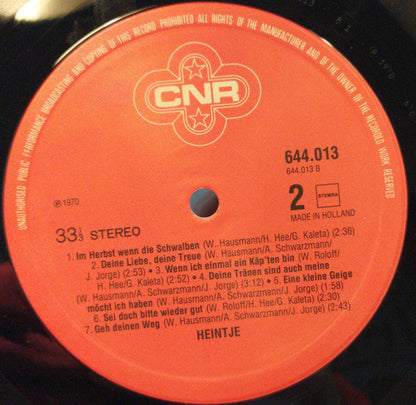 UNAUTHORISED PUBLIC PERFORMANCE BROADCASTING AND COPYING OF THIS RECORD PROHIBITED ALL RIGHTS OF THE MANUFACTURER AND OF THE OWNER OF THE RECORDED WORK RESERVED
CNR
644.013
644.013 B
2
STEMRA
MADE IN HOLLAND
℗ 1970
33⅓ STEREO
1. Im Herbst wenn die Schwalben (W. Hausmann/H. Hee/G. Kaleta) (2:36)
2. Deine Liebe, deine Treue (W. Hausmann/A. Schwarzmann/
J. Jorge) (2:53) • 3. Wenn ich einmal ein Käp'ten bin (W. Roloff/
H. Hee/G. Kaleta) (2:52) • 4. Deine Tränen sind auch meine
(W. Hausmann/A. Schwarzmann/J. Jorge) (3:12) • 5. Eine kleine Geige
möcht ich haben (W. Hausmann/A. Schwarzmann/J. Jorge) (1:58)
6. Sei doch bitte wieder gut (W. Roloff/H. Hee/G. Kaleta) (2:30)
7. Geh deinen Weg (W. Hausmann/A. Schwarzmann/J. Jorge) (2:43)
HEINTJE